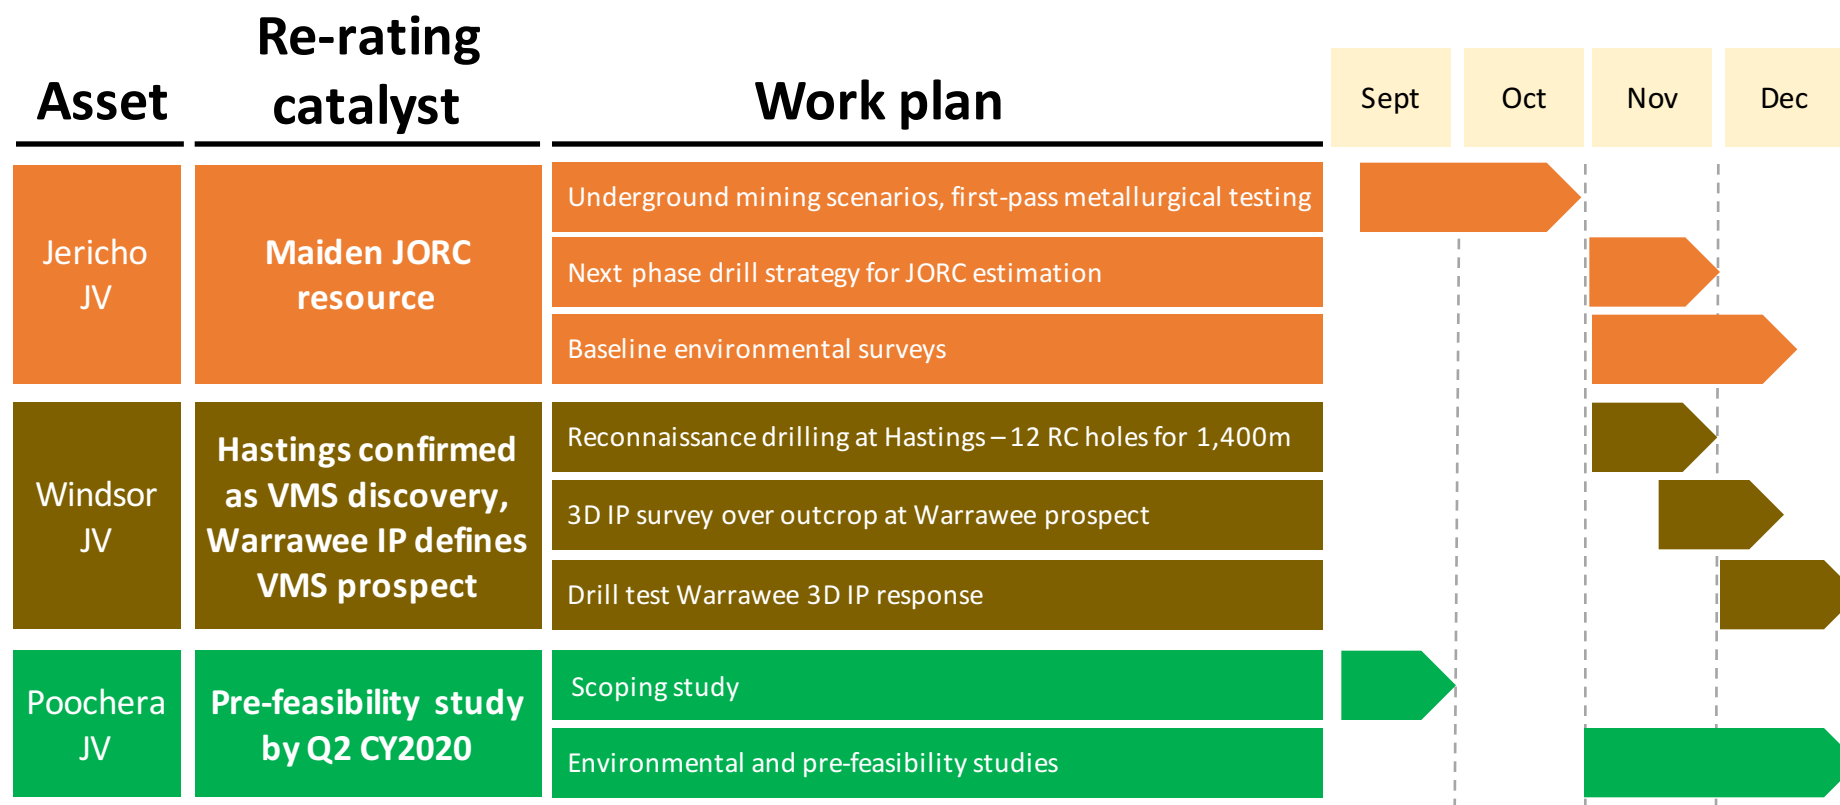 Asset
Re-rating
catalyst
Work plan
Sept
Oct
Nov
Dec
Jericho
JV
Maiden JORC
resource
Underground mining scenarios, first-pass metallurgical testing
Next phase drill strategy for JORC estimation
Baseline environmental surveys
Windsor
JV
Hastings confirmed
as VMS discovery,
Warrawee IP defines
VMS prospect
Reconnaissance drilling at Hastings – 12 RC holes for 1,400m
3D IP survey over outcrop at Warrawee prospect
Drill test Warrawee 3D IP response
Poochera
JV
Pre-feasibility study
by Q2 CY2020
Scoping study
Environmental and pre-feasibility studies